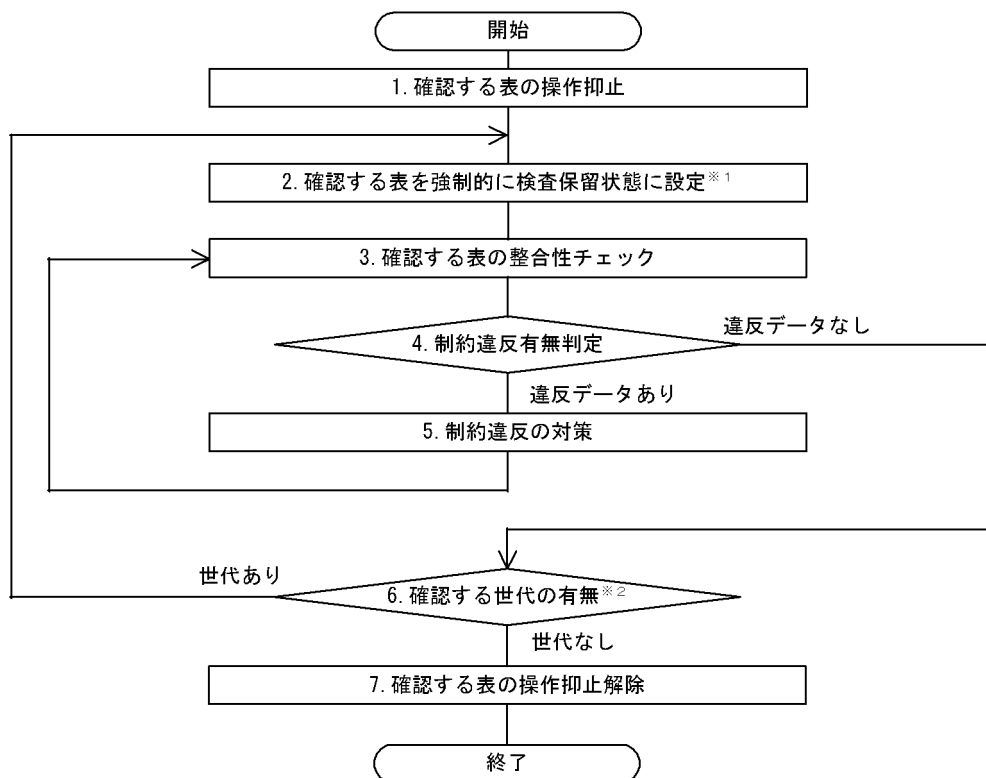 開始
1. 確認する表の操作抑止
2. 確認する表を強制的に検査保留状態に設定※1
3. 確認する表の整合性チェック
違反データなし
4. 制約違反有無判定
違反データあり
5. 制約違反の対策
世代あり
6. 確認する世代の有無※2
世代なし
7. 確認する表の操作抑止解除
終了